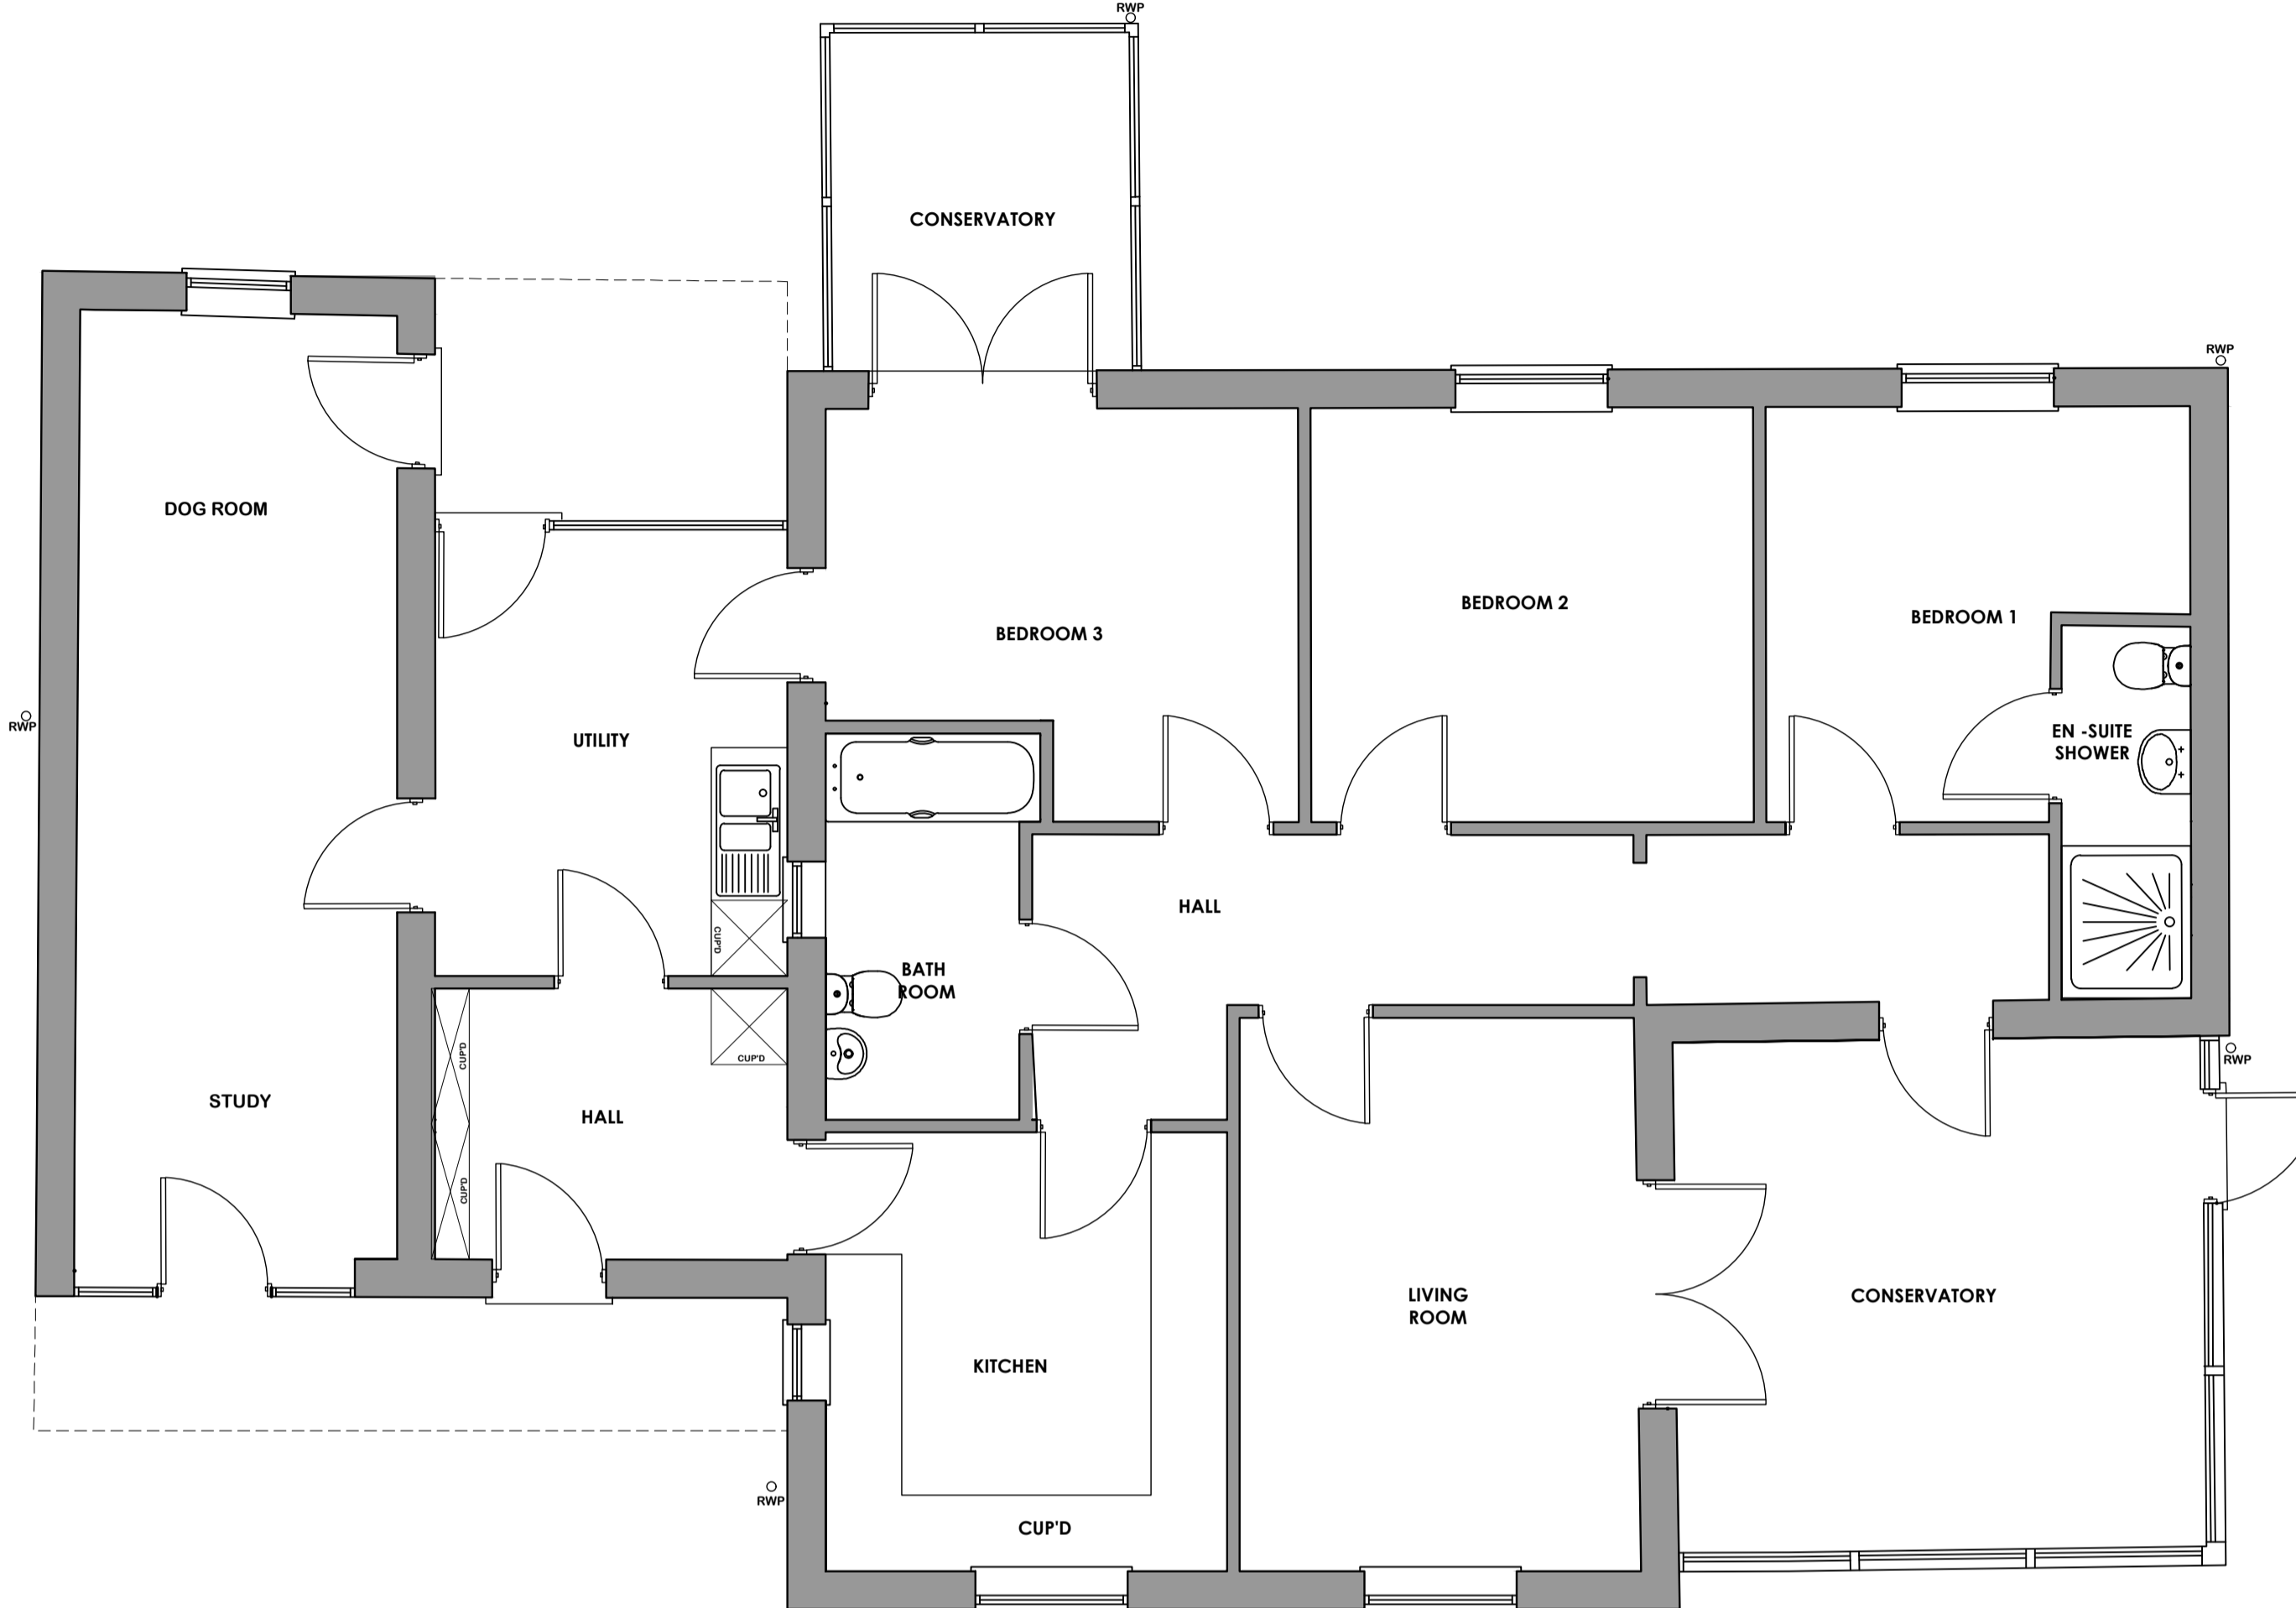 RWP
CONSERVATORY
RWP
DOG ROOM
BEDROOM 2
BEDROOM 1
BEDROOM 3
RWP
UTILITY
EN -SUITE
SHOWER
HALL
CUP'D
BATH
ROOM
CUP'D
CUP'D
RWP
STUDY
HALL
CUP'D
LIVING
ROOM
CONSERVATORY
KITCHEN
RWP
CUP'D